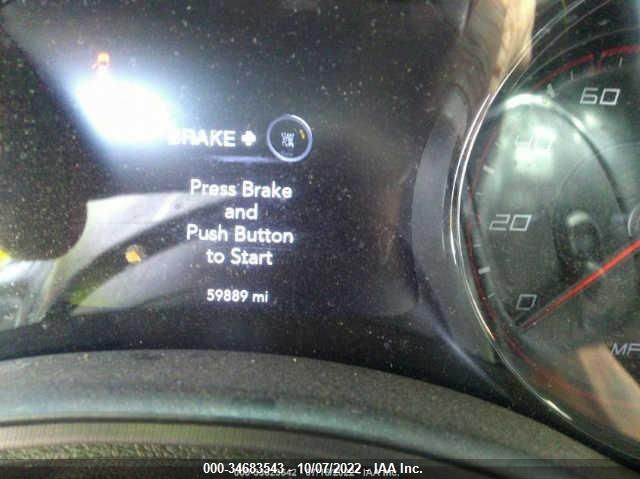 BRAKE +
Press Brake
and
Push Button
to Start
59889 mi
60
40
20
0
000-34683543 - 10/07/2022 - IAA Inc.